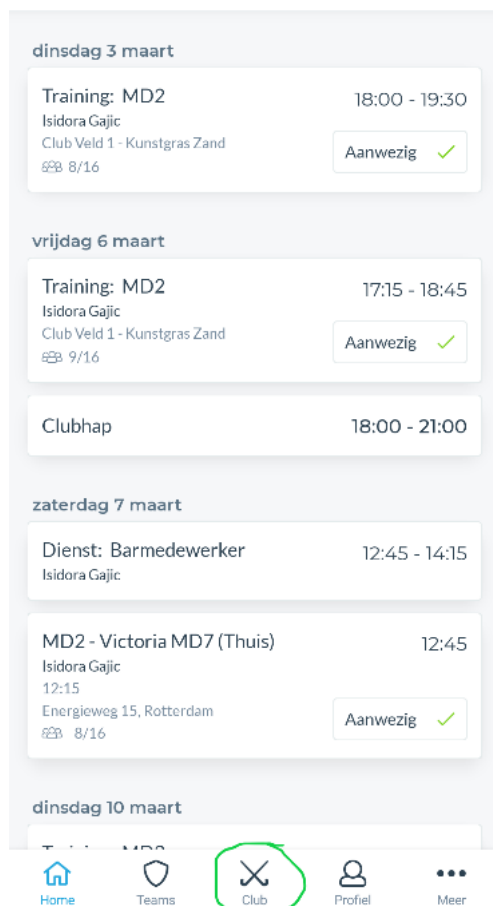 dinsdag 3 maart
Training: MD2 18:00 - 19:30
Isidora Gajic
Club Veld 1 - Kunstgras Zand
8/16 Aanwezig
vrijdag 6 maart
Training: MD2 17:15 - 18:45
Isidora Gajic
Club Veld 1 - Kunstgras Zand
9/16 Aanwezig
Clubhap 18:00 - 21:00
zaterdag 7 maart
Dienst: Barmedewerker 12:45 - 14:15
Isidora Gajic
MD2 - Victoria MD7 (Thuis) 12:45
Isidora Gajic
12:15
Energieweg 15, Rotterdam
8/16 Aanwezig
dinsdag 10 maart
Home Teams Club Profiel Meer